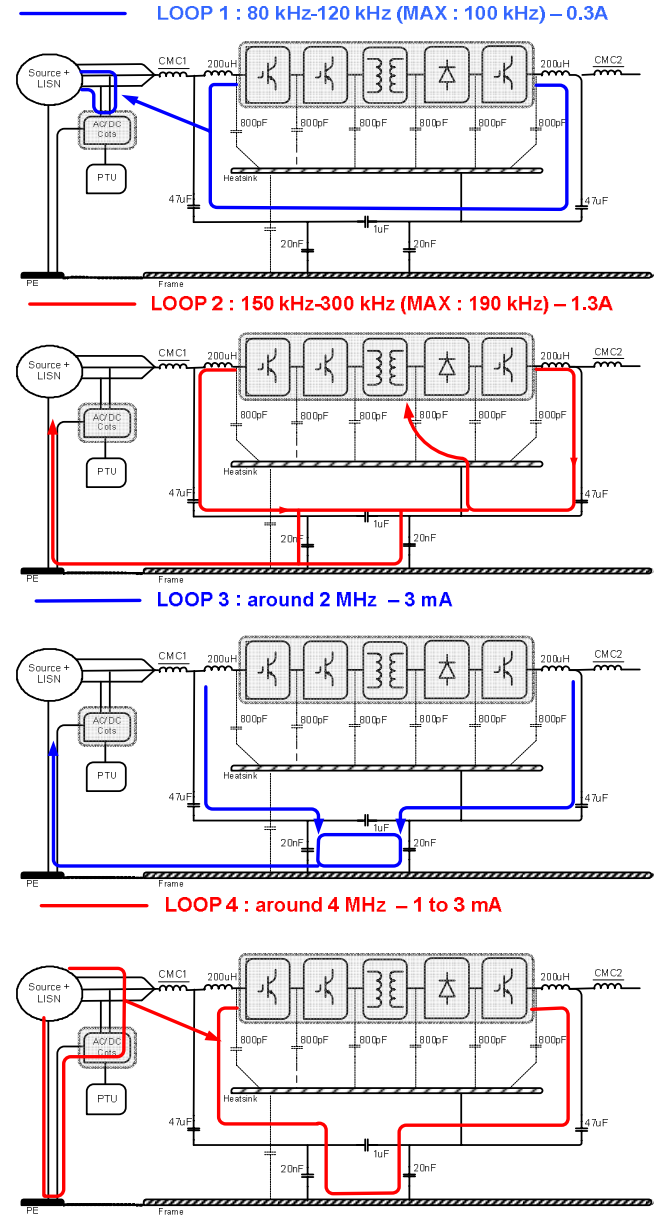 LOOP 1 : 80 kHz-120 kHz (MAX : 100 kHz) – 0.3A
CMC1
200uH
200uH
CMC2
Source +
LISN
AC/DC
Cots
800pF
800pF
800pF
800pF
800pF
800pF
PTU
Heatsink
47uF
47uF
1uF
20nF
20nF
PE
Frame
LOOP 2 : 150 kHz-300 kHz (MAX : 190 kHz) – 1.3A
CMC1
200uH
200uH
CMC2
Source +
LISN
AC/DC
Cots
800pF
800pF
800pF
800pF
800pF
800pF
PTU
Heatsink
47uF
47uF
1uF
20nF
20nF
PE
Frame
LOOP 3 : around 2 MHz – 3 mA
CMC1
200uH
200uH
CMC2
Source +
LISN
AC/DC
Cots
800pF
800pF
800pF
800pF
800pF
800pF
PTU
Heatsink
47uF
47uF
1uF
20nF
20nF
PE
Frame
LOOP 4 : around 4 MHz – 1 to 3 mA
CMC1
200uH
200uH
CMC2
Source +
LISN
AC/DC
Cots
800pF
800pF
800pF
800pF
800pF
800pF
PTU
Heatsink
47uF
47uF
1uF
20nF
20nF
PE
Frame